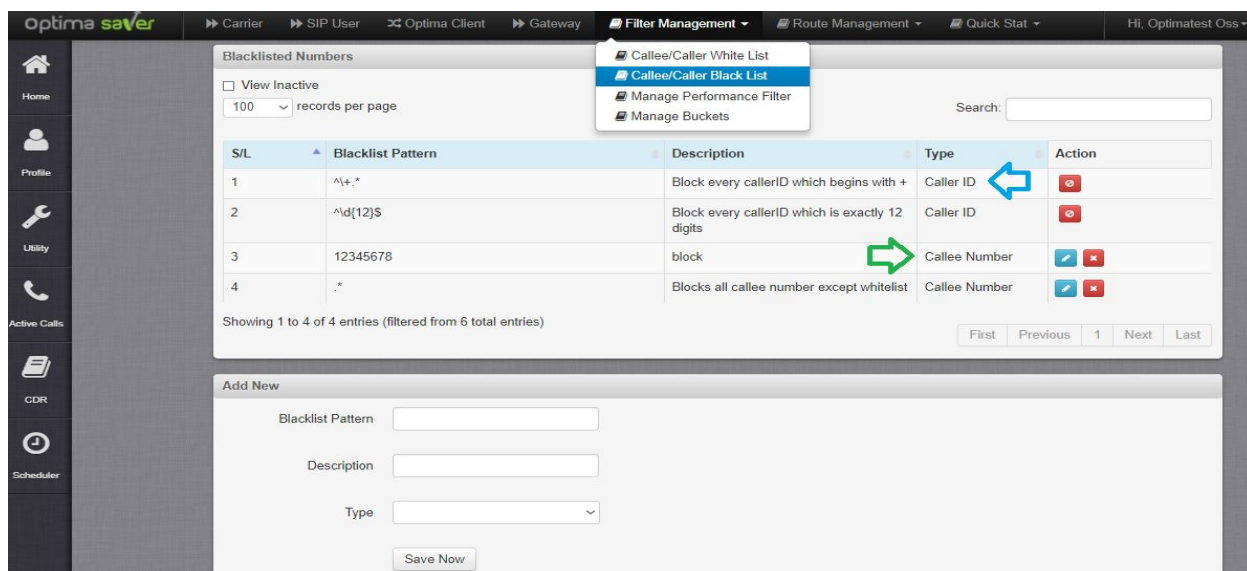 Optima saver
Carrier SIP User Optima Client Gateway Filter Management Route Management Quick Stat Hi, Optimatest Oss
Callee/Caller White List
Callee/Caller Black List
Manage Performance Filter
Manage Buckets
Home
Profile
Utility
Active Calls
CDR
Scheduler
Blacklisted Numbers
View Inactive
100 records per page
Search:
S/L Blacklist Pattern Description Type Action
1 ^\+.* Block every callerID which begins with + Caller ID
2 ^\d{12}$ Block every callerID which is exactly 12 Caller ID
digits
3 12345678 block Callee Number
4 .* Blocks all callee number except whitelist Callee Number
Showing 1 to 4 of 4 entries (filtered from 6 total entries)
First Previous 1 Next Last
Add New
Blacklist Pattern
Description
Type
Save Now